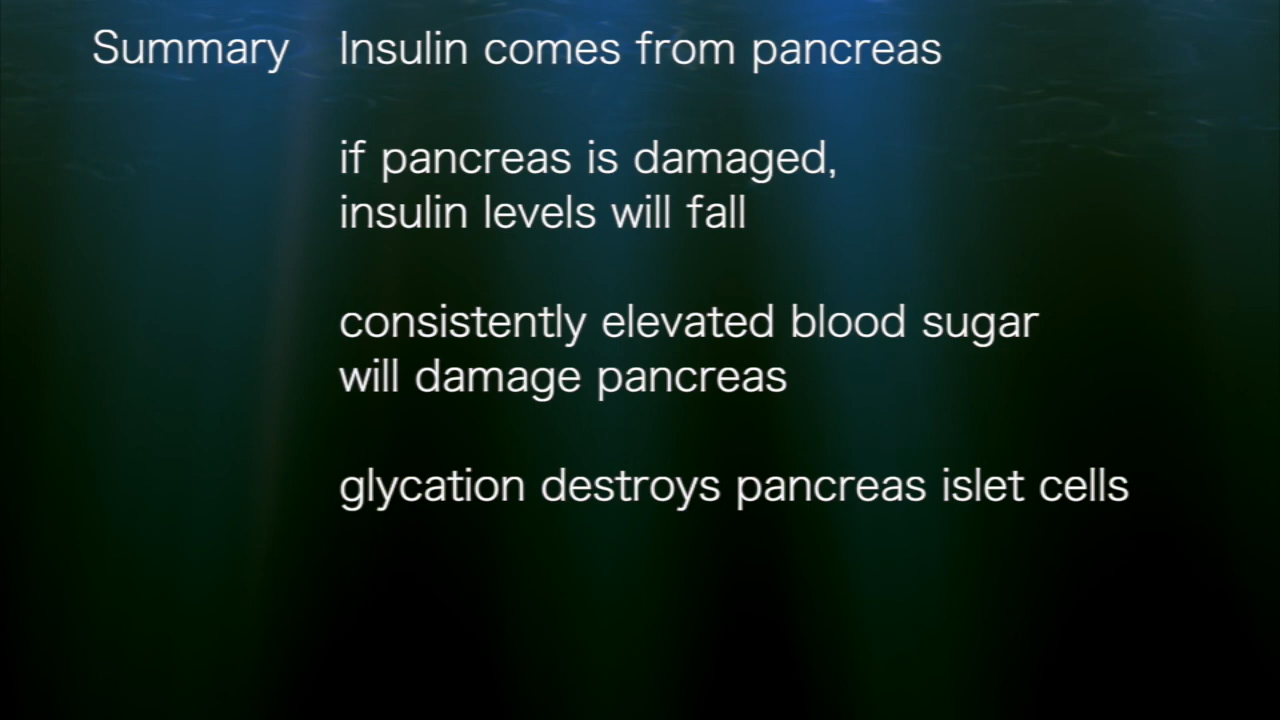 Summary Insulin comes from pancreas
if pancreas is damaged,
insulin levels will fall
consistently elevated blood sugar
will damage pancreas
glycation destroys pancreas islet cells